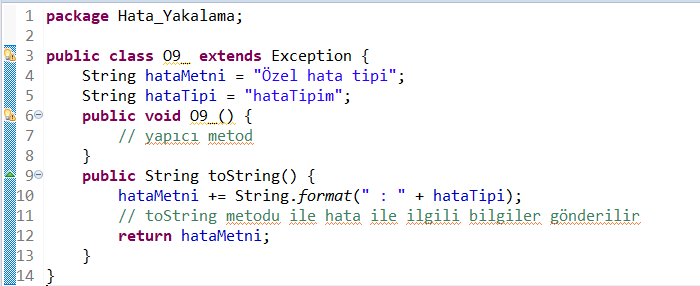 1 package Hata_Yakalama;
2
3 public class O9_ extends Exception {
4     String hataMetni = "Özel hata tipi";
5     String hataTipi = "hataTipim";
6     public void O9_() {
7         // yapıcı metod
8     }
9     public String toString() {
10         hataMetni += String.format(" : " + hataTipi);
11         // toString metodu ile hata ile ilgili bilgiler gönderilir
12         return hataMetni;
13     }
14 }